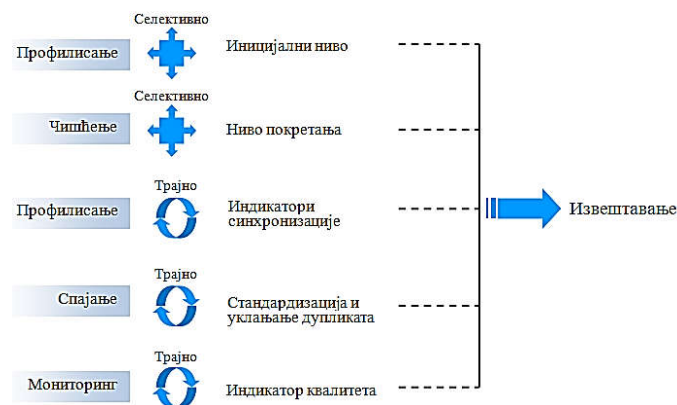 Селективно
Профилисање
Иницијални ниво
Селективно
Чишћење
Ниво покретања
Трајно
Профилисање
Индикатори
синхронизације
Извештавање
Трајно
Спајање
Стандардизација и
уклањање дупликата
Трајно
Мониторинг
Индикатор квалитета